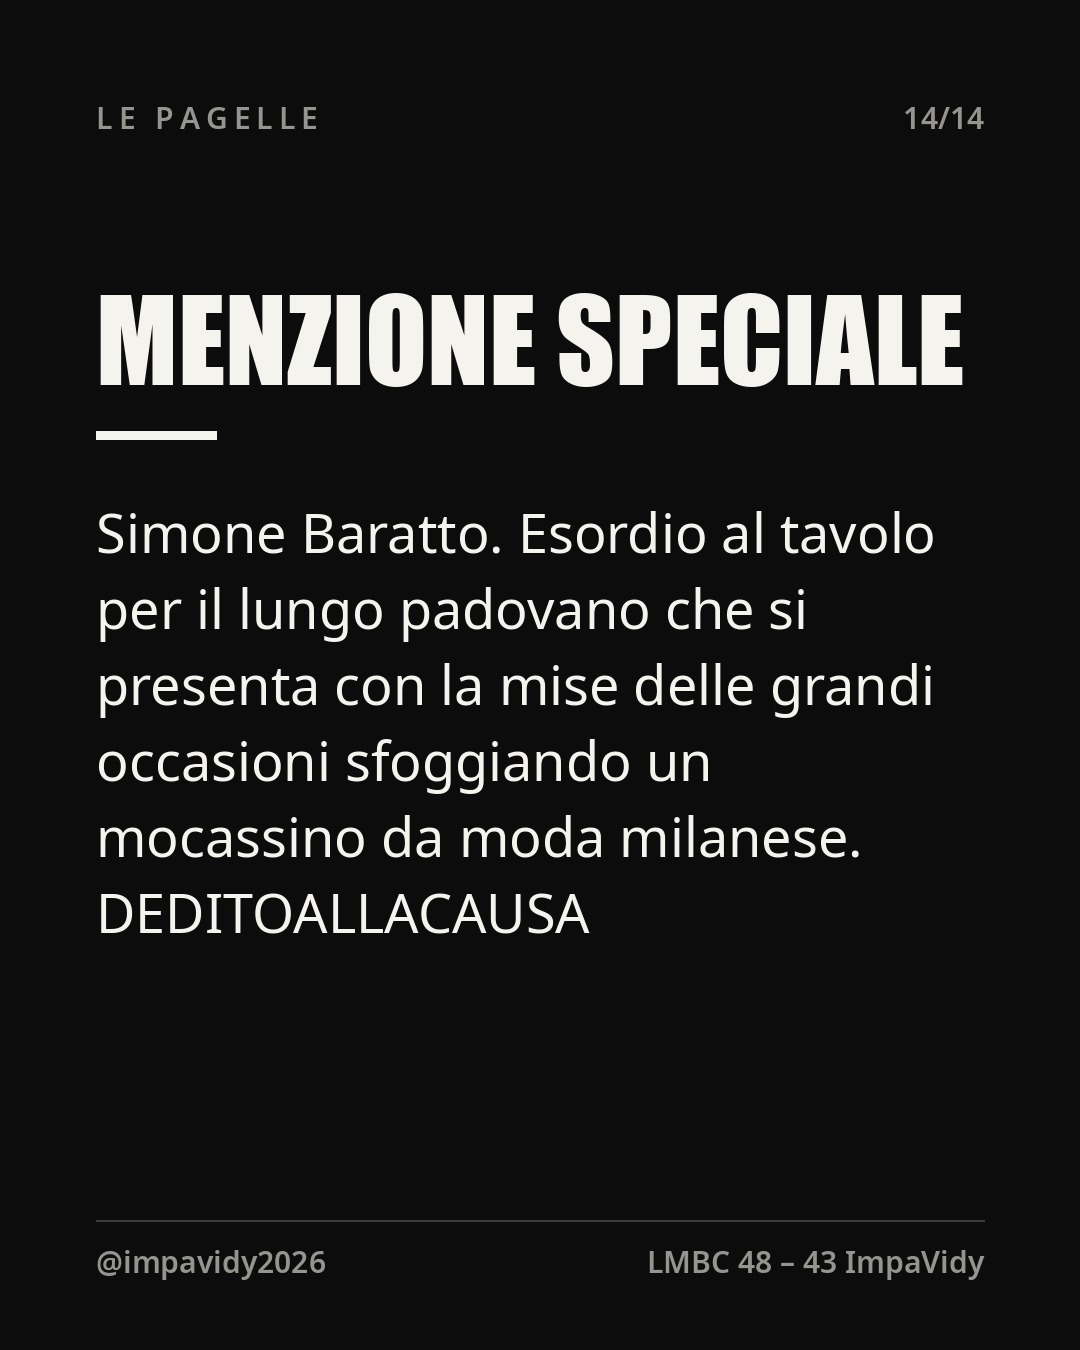 LE PAGELLE
14/14
MENZIONE SPECIALE
Simone Baratto. Esordio al tavolo
per il lungo padovano che si
presenta con la mise delle grandi
occasioni sfoggiando un
mocassino da moda milanese.
DEDITOALLACAUSA
@impavidy2026
LMBC 48 – 43 ImpaVidy